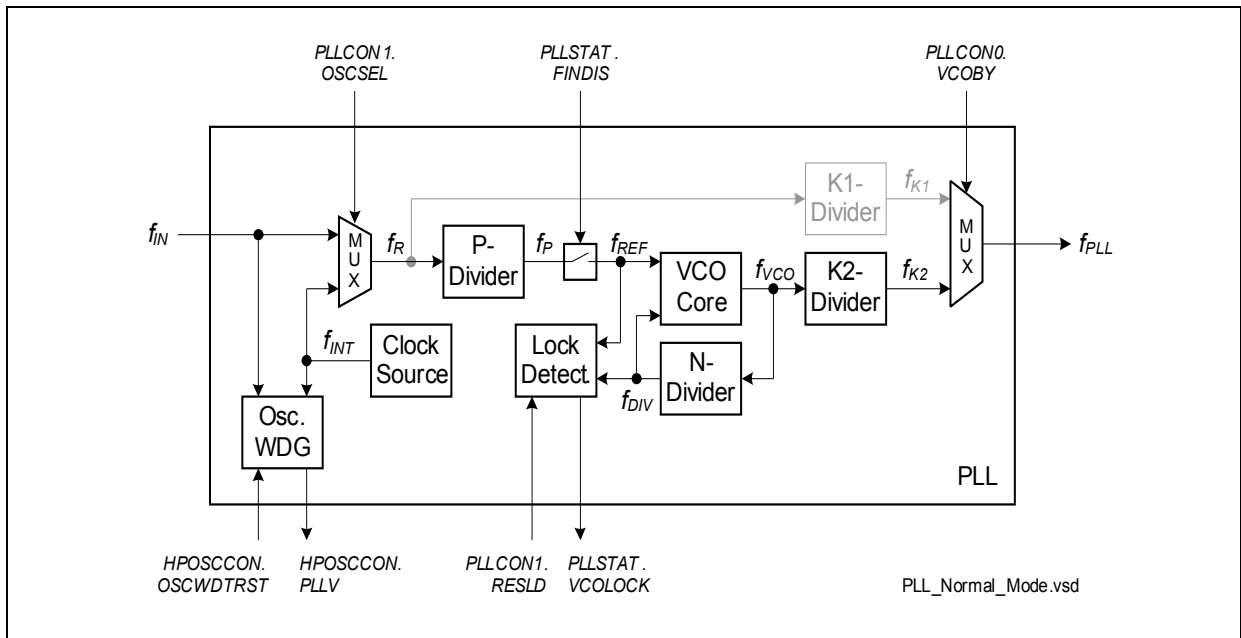 PLLCON1.
OSCSEL
PLLSTAT.
FINDIS
PLLCON0.
VCOBY
K1-
Divider
fK1
fIN
MUX
fR
P-
Divider
fP
fREF
VCO
Core
fVCO
K2-
Divider
fK2
MUX
fPLL
fINT
Clock
Source
Lock
Detect.
fDIV
N-
Divider
Osc.
WDG
PLL
HPOSCCON.
OSCWDTRST
HPOSCCON.
PLLV
PLLCON1.
RESLD
PLLSTAT.
VCOLOCK
PLL_Normal_Mode.vsd